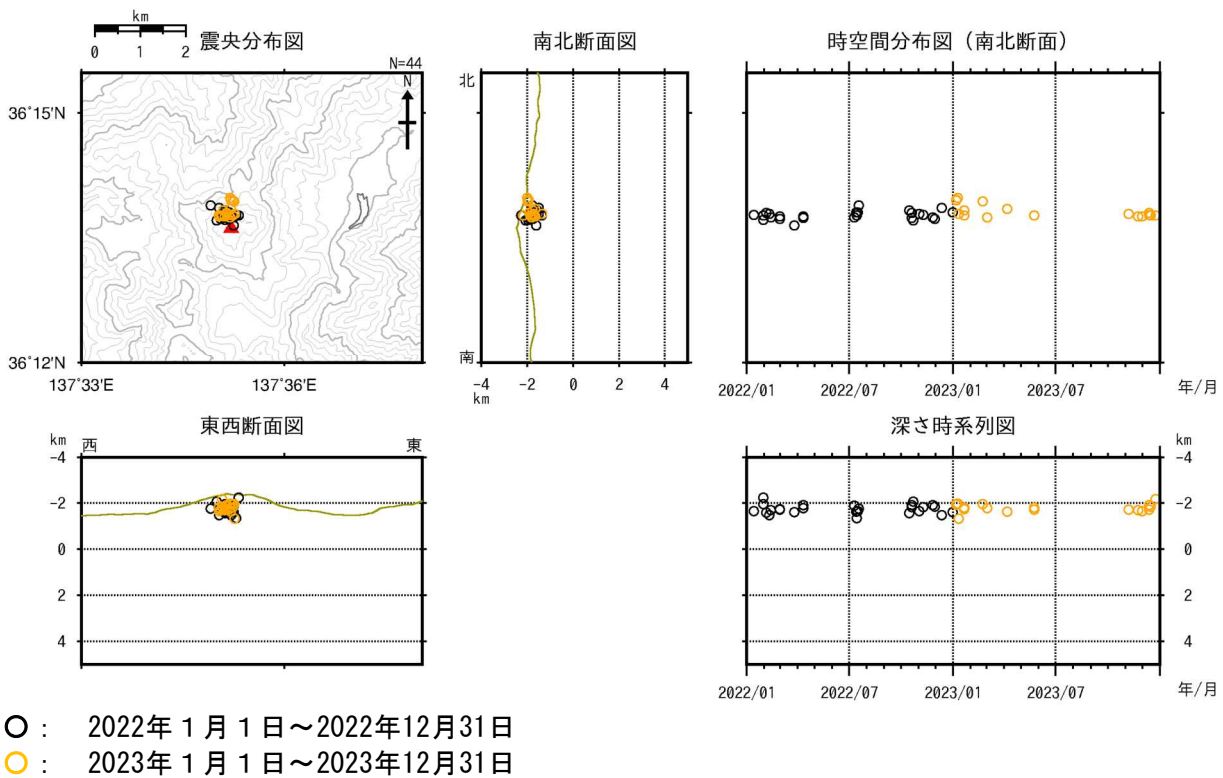 km
0 1 2
震央分布図
N=44
N
36°15'N
36°12'N
137°33'E 137°36'E
南北断面図
北
南
-4 -2 0 2 4
km
時空間分布図（南北断面）
2022/01 2022/07 2023/01 2023/07 年/月
東西断面図
km 西 東
-4
-2
0
2
4
深さ時系列図
km
-4
-2
0
2
4
2022/01 2022/07 2023/01 2023/07 年/月
： 2022年１月１日～2022年12月31日
： 2023年１月１日～2023年12月31日